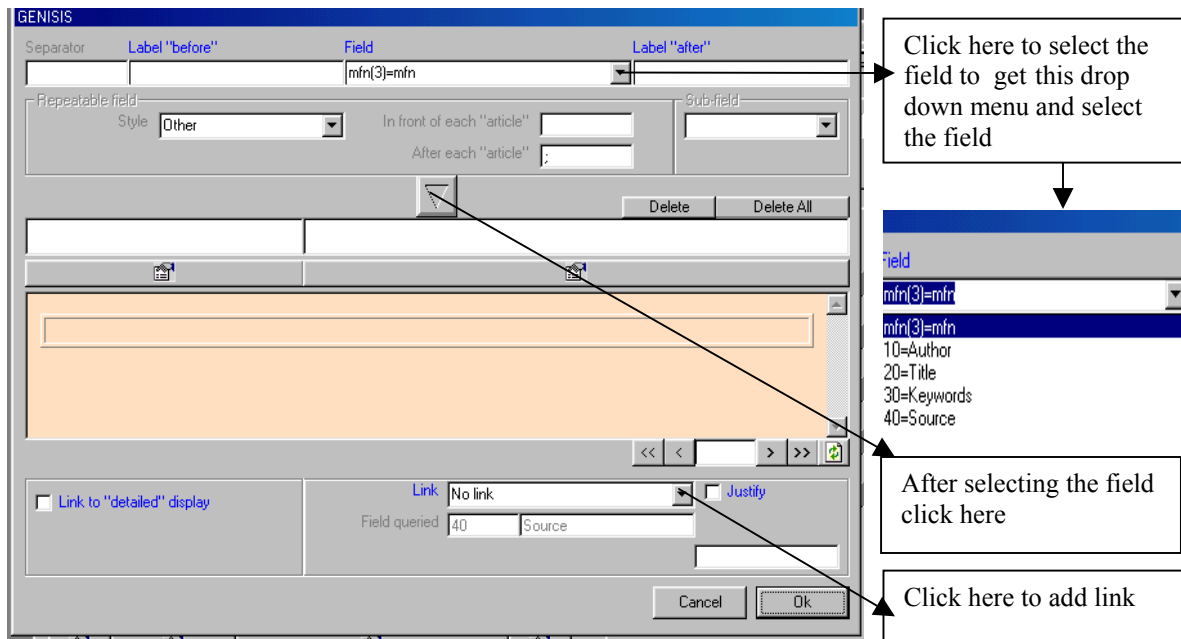 GENISIS
Separator Label "before" Field Label "after"
mfn(3)=mfn
Repeatable field Sub-field
Style Other In front of each "article"
After each "article" ;
Delete Delete All
<< < > >>
Link to "detailed" display
Link No link Justify
Field queried 40 Source
Cancel Ok
Click here to select the
field to get this drop
down menu and select
the field
Field
mfn(3)=mfn
mfn(3)=mfn
10=Author
20=Title
30=Keywords
40=Source
After selecting the field
click here
Click here to add link